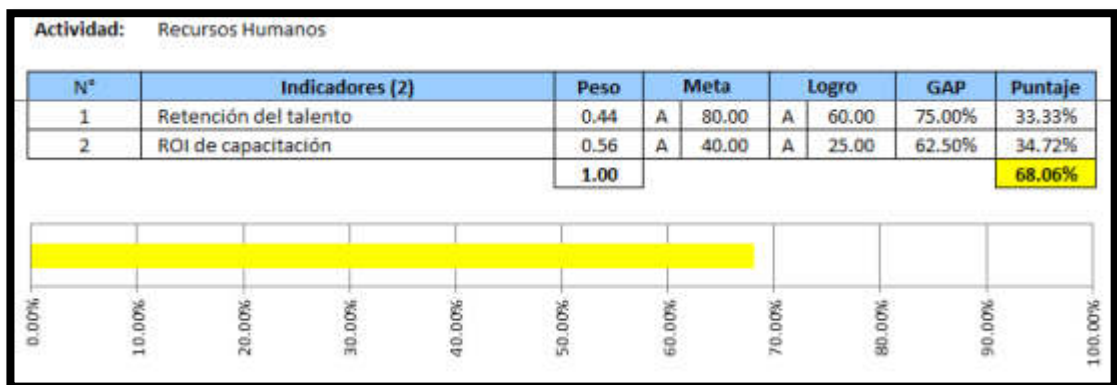 Actividad: Recursos Humanos
N° Indicadores (2) Peso Meta Logro GAP Puntaje
1 Retención del talento 0.44 A 80.00 A 60.00 75.00% 33.33%
2 ROI de capacitación 0.56 A 40.00 A 25.00 62.50% 34.72%
1.00 68.06%
0.00% 10.00% 20.00% 30.00% 40.00% 50.00% 60.00% 70.00% 80.00% 90.00% 100.00%